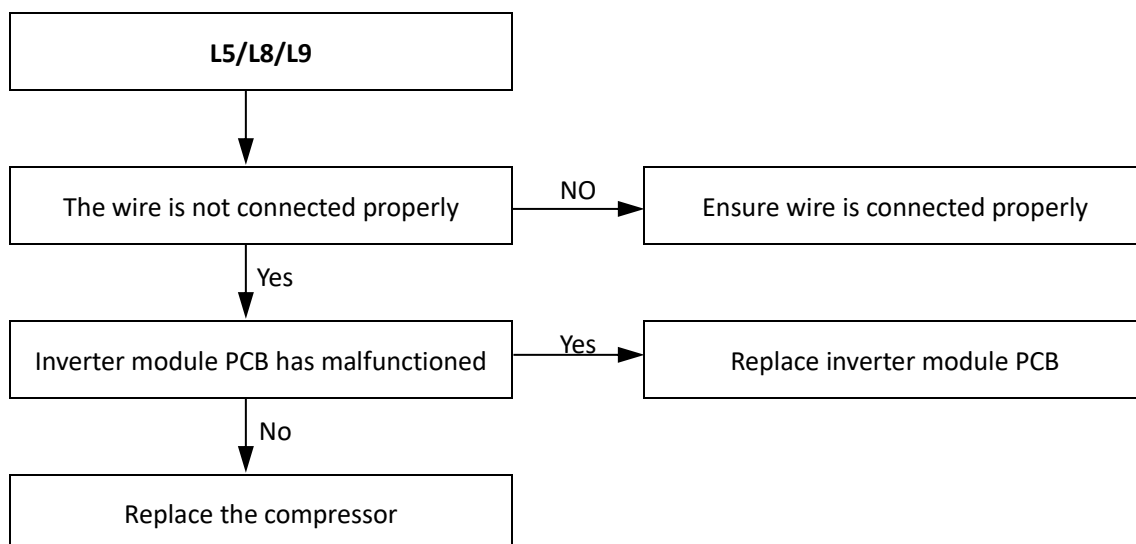 L5/L8/L9
The wire is not connected properly
NO
Ensure wire is connected properly
Yes
Inverter module PCB has malfunctioned
Yes
Replace inverter module PCB
No
Replace the compressor